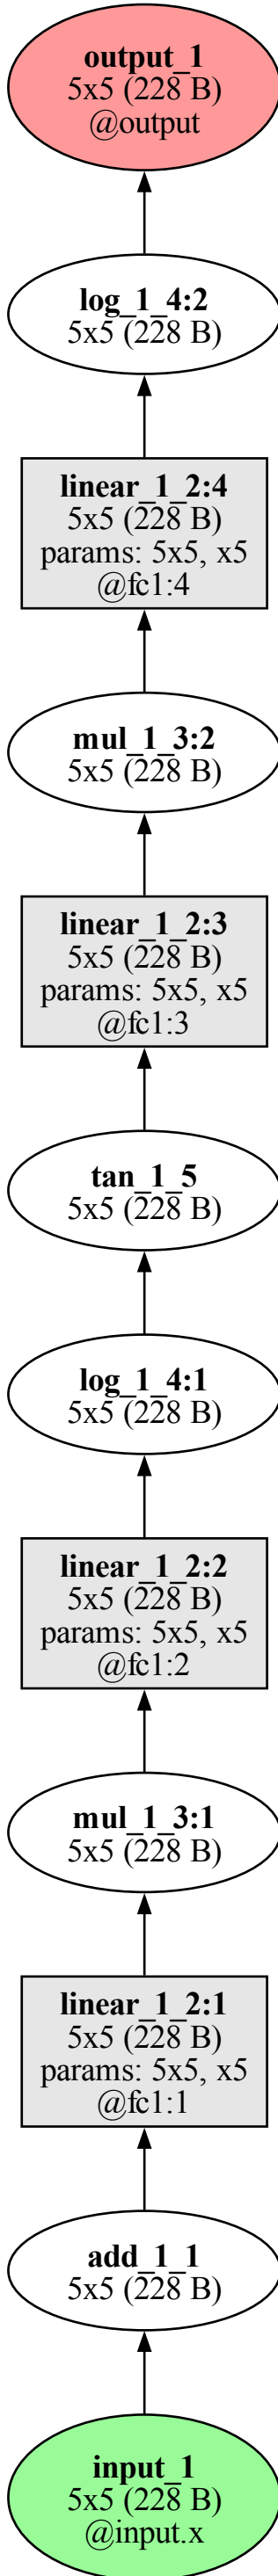 output_1
5x5 (228 B)
@output
log_1_4:2
5x5 (228 B)
linear_1_2:4
5x5 (228 B)
params: 5x5, x5
@fc1:4
mul_1_3:2
5x5 (228 B)
linear_1_2:3
5x5 (228 B)
params: 5x5, x5
@fc1:3
tan_1_5
5x5 (228 B)
log_1_4:1
5x5 (228 B)
linear_1_2:2
5x5 (228 B)
params: 5x5, x5
@fc1:2
mul_1_3:1
5x5 (228 B)
linear_1_2:1
5x5 (228 B)
params: 5x5, x5
@fc1:1
add_1_1
5x5 (228 B)
input_1
5x5 (228 B)
@input.x